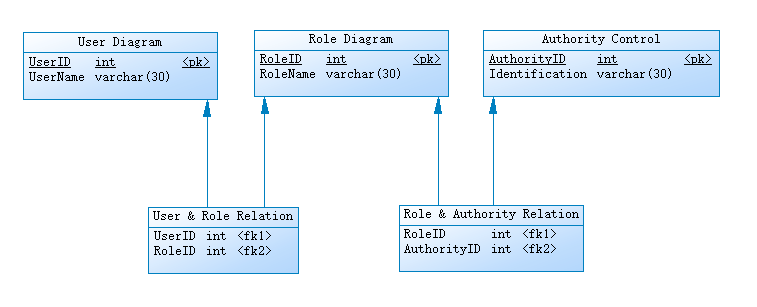 User Diagram
UserID int <pk>
UserName varchar(30)
Role Diagram
RoleID int <pk>
RoleName varchar(30)
Authority Control
AuthorityID int <pk>
Identification varchar(30)
User & Role Relation
UserID int <fk1>
RoleID int <fk2>
Role & Authority Relation
RoleID int <fk1>
AuthorityID int <fk2>